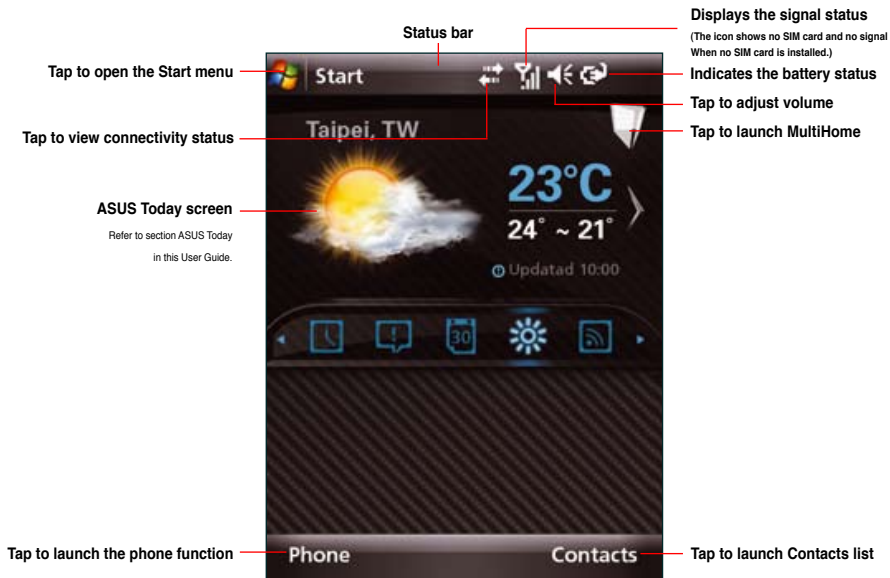 Displays the signal status
(The icon shows no SIM card and no signal
When no SIM card is installed.)
Status bar
Tap to open the Start menu
Start
Indicates the battery status
Tap to adjust volume
Tap to view connectivity status
Taipei, TW
Tap to launch MultiHome
23°C
24° ~ 21°
ASUS Today screen
Refer to section ASUS Today
in this User Guide.
Updatad 10:00
30
Tap to launch the phone function
Phone
Contacts
Tap to launch Contacts list